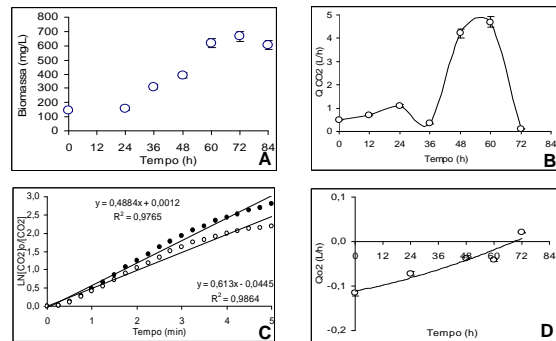 Biomassa (mg/L)
800
700
600
500
400
300
200
100
0
0 12 24 36 48 60 72 84
Tempo (h)
A
Q CO2 (L/h)
5
4
3
2
1
0
0 12 24 36 48 60 72 84
Tempo (h)
B
LN[CO2]o/[CO2]
3,0
2,5
2,0
1,5
1,0
0,5
0,0
y = 0,4884x + 0,0012
R² = 0,9765
y = 0,613x - 0,0445
R² = 0,9864
0 1 2 3 4 5
Tempo (min)
C
Qo2 (L/h)
0,1
0,0
-0,1
-0,2
0 12 24 36 48 60 72 84
Tempo (h)
D